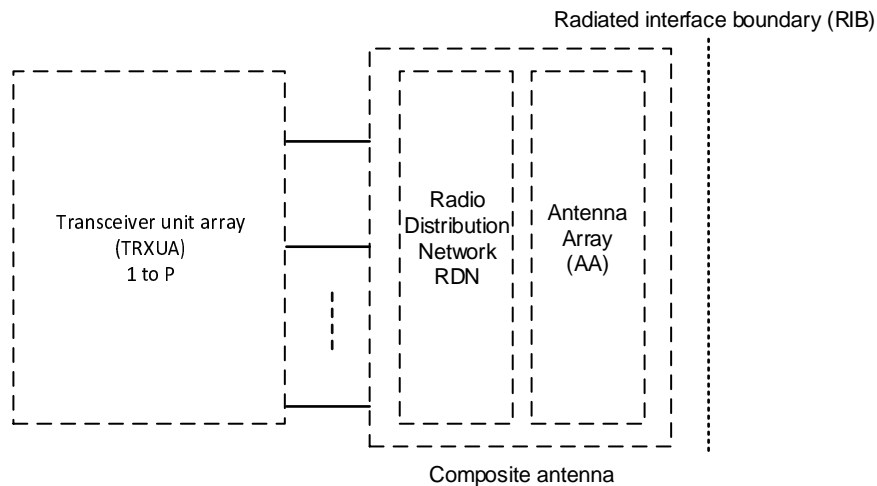 Radiated interface boundary (RIB)
Transceiver unit array
(TRXUA)
1 to P
Radio
Distribution
Network
RDN
Antenna
Array
(AA)
Composite antenna